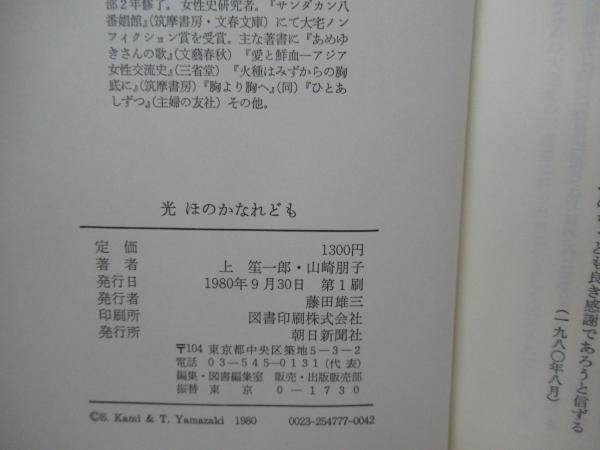 部2年修了。女性史研究者。『サンダカン八
番娼館』(筑摩書房・文春文庫)にて大宅ノン
フィクション賞を受賞。主な著書に『あめゆ
きさんの歌』(文藝春秋)『愛と鮮血―アジア
女性交流史』(三省堂)『火種はみずからの胸
底に』(筑摩書房)『胸より胸へ』(同)『ひとあ
しずつ』(主婦の友社)その他。
光 ほのかなれども
定価 1300円
著者 上 笙一郎・山崎朋子
発行日 1980年9月30日 第1刷
発行者 藤田雄三
印刷所 図書印刷株式会社
発行所 朝日新聞社
〒104 東京都中央区築地5―3―2
電話 03―545―0131(代表)
編集・図書編集室 販売・出版販売部
振替 東京 0―1730
©S. Kami & T. Yamazaki 1980 0023-254777-0042
も良き感謝であろうと信ずる
(一九八〇年八月)